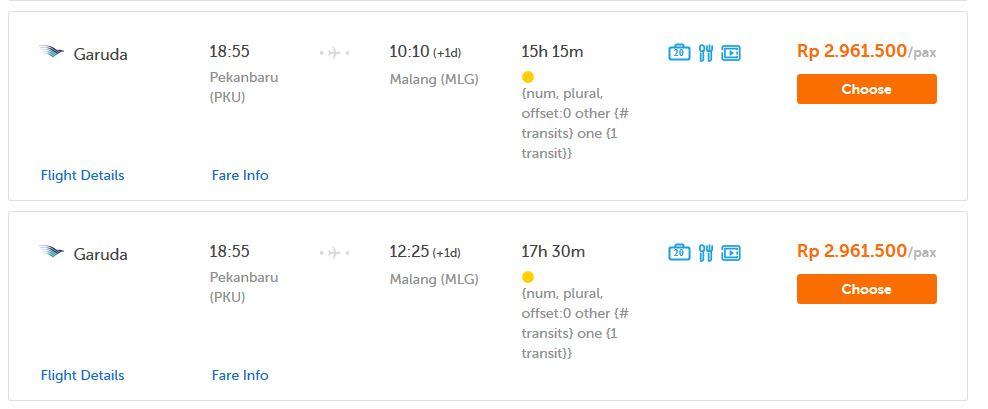 Garuda
18:55
Pekanbaru
(PKU)
10:10 (+1d)
Malang (MLG)
15h 15m
{num, plural,
offset:0 other {#
transits} one {1
transit}}
20
Rp 2.961.500/pax
Choose
Flight Details
Fare Info
Garuda
18:55
Pekanbaru
(PKU)
12:25 (+1d)
Malang (MLG)
17h 30m
{num, plural,
offset:0 other {#
transits} one {1
transit}}
20
Rp 2.961.500/pax
Choose
Flight Details
Fare Info